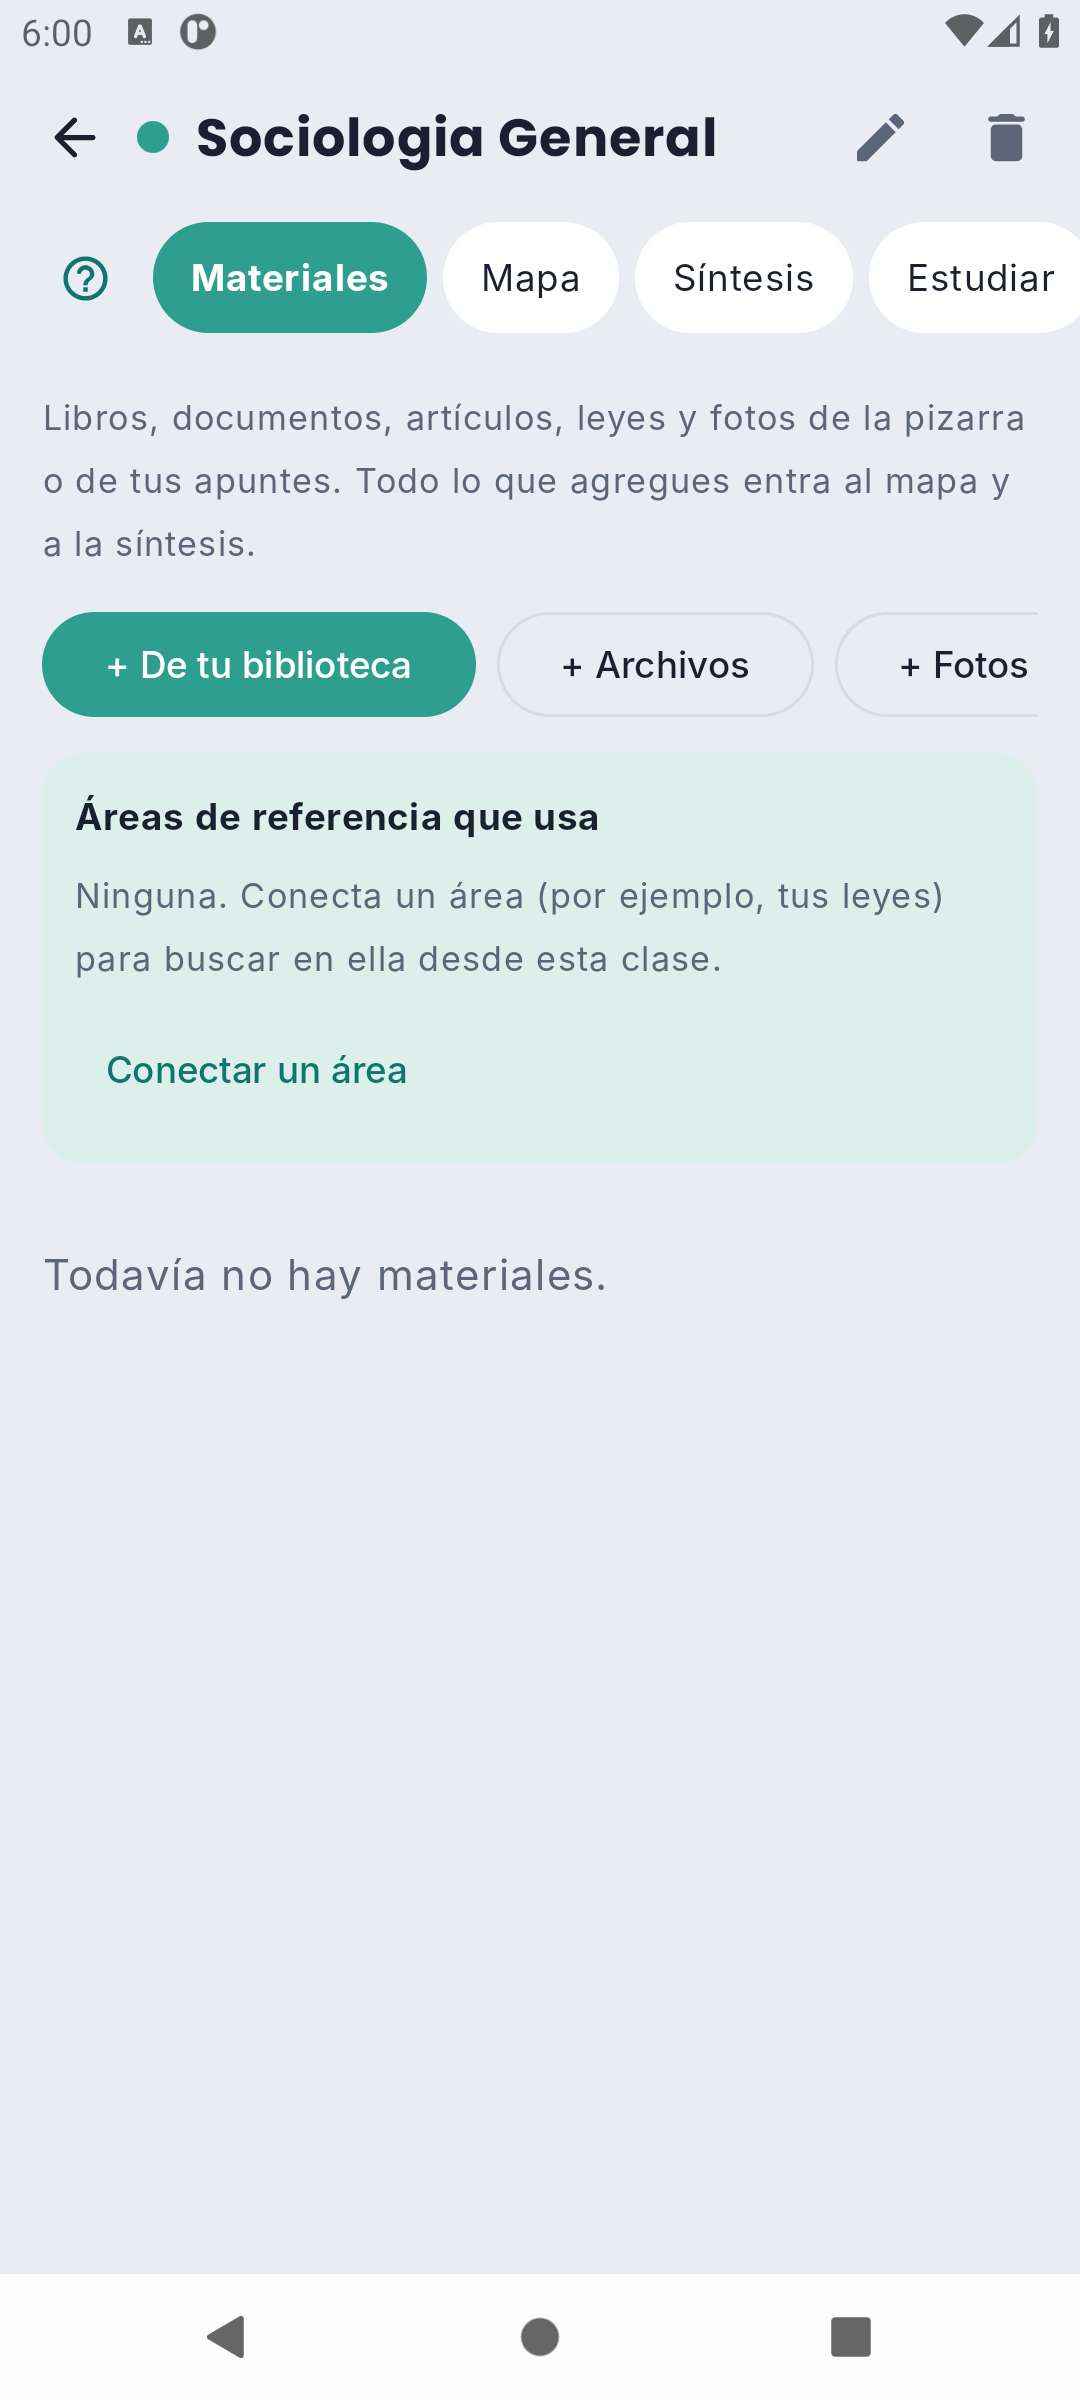 6:00
Sociologia General
Materiales
Mapa
Síntesis
Estudiar
Libros, documentos, artículos, leyes y fotos de la pizarra
o de tus apuntes. Todo lo que agregues entra al mapa y
a la síntesis.
+ De tu biblioteca
+ Archivos
+ Fotos
Áreas de referencia que usa
Ninguna. Conecta un área (por ejemplo, tus leyes)
para buscar en ella desde esta clase.
Conectar un área
Todavía no hay materiales.